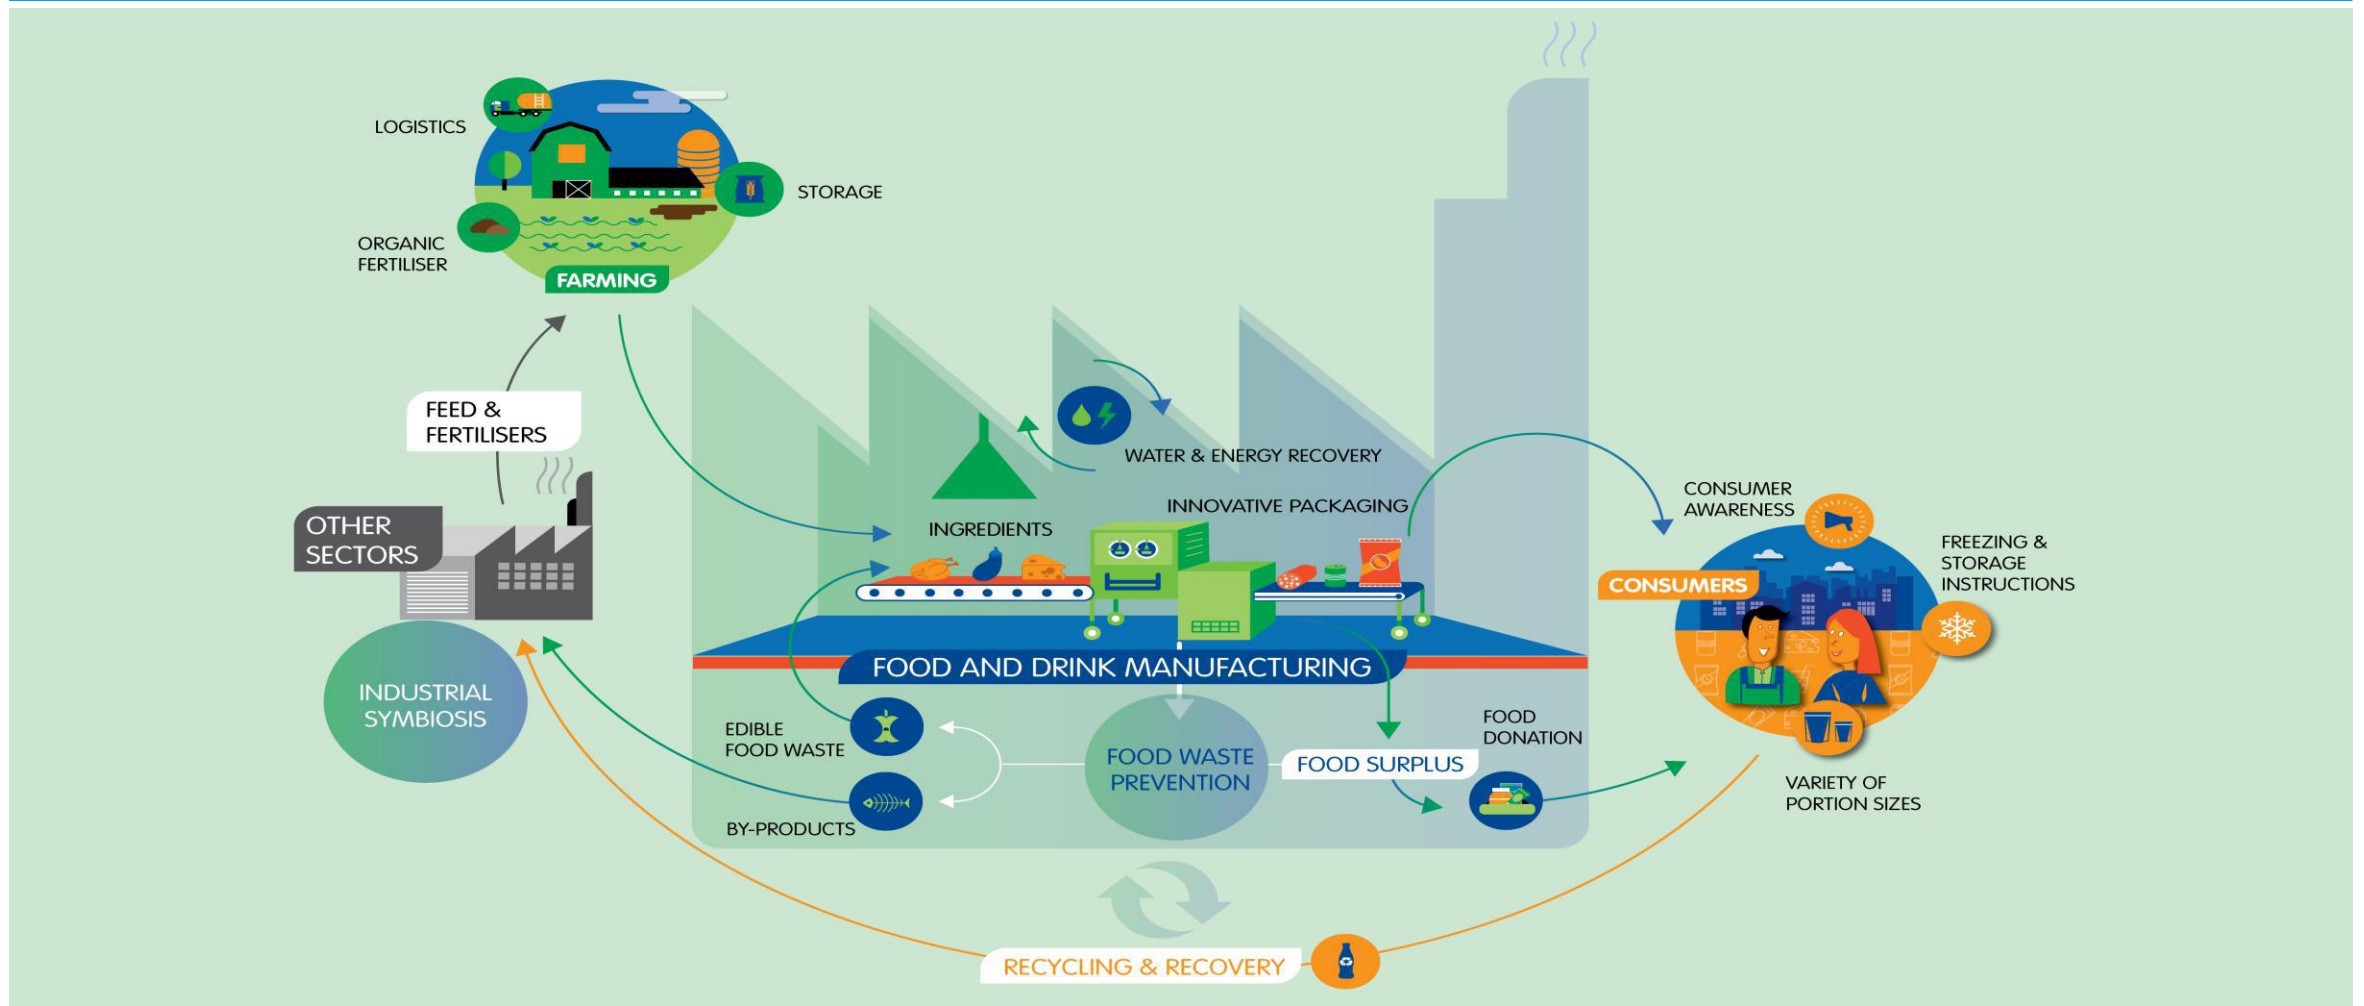 LOGISTICS
STORAGE
ORGANIC
FERTILISER
FARMING
FEED &
FERTILISERS
OTHER
SECTORS
INDUSTRIAL
SYMBIOSIS
WATER & ENERGY RECOVERY
INGREDIENTS
INNOVATIVE PACKAGING
FOOD AND DRINK MANUFACTURING
EDIBLE
FOOD WASTE
BY-PRODUCTS
FOOD WASTE
PREVENTION
FOOD SURPLUS
FOOD
DONATION
CONSUMER
AWARENESS
FREEZING &
STORAGE
INSTRUCTIONS
CONSUMERS
VARIETY OF
PORTION SIZES
RECYCLING & RECOVERY